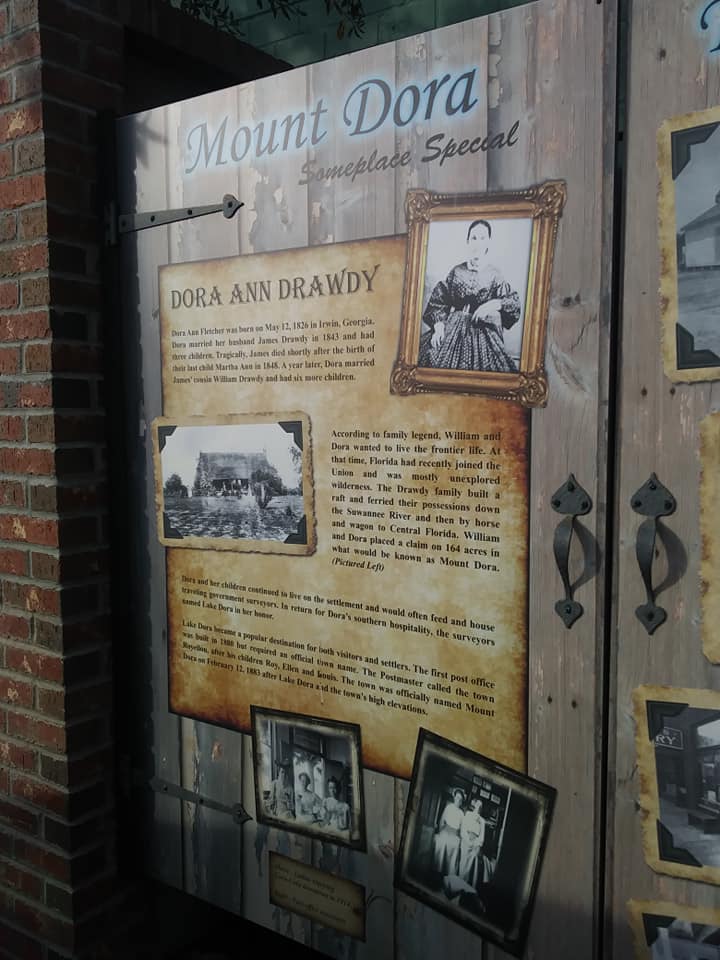 Mount Dora
Someplace Special
DORA ANN DRAWDY
Dora Ann Fletcher was born on May 12, 1826 in Irwin, Georgia.
Dora married her husband James Drawdy in 1843 and had
three children. Tragically, James died shortly after the birth of
their last child Martha Ann in 1848. A year later, Dora married
James' cousin William Drawdy and had six more children.
According to family legend, William and
Dora wanted to live the frontier life. At
that time, Florida had recently joined the
Union and was mostly unexplored
wilderness. The Drawdy family built a
raft and ferried their possessions down
the Suwannee River and then by horse
and wagon to Central Florida. William
and Dora placed a claim on 164 acres in
what would be known as Mount Dora.
(Pictured Left)
Dora and her children continued to live on the settlement and would often feed and house
traveling government surveyors. In return for Dora's southern hospitality, the surveyors
named Lake Dora in her honor.
Lake Dora became a popular destination for both visitors and settlers. The first post office
was built in 1880 but required an official town name. The Postmaster called the town
Royellou, after his children Roy, Ellen and Louis. The town was officially named Mount
Dora on February 12, 1883 after Lake Dora and the town's high elevations.
RY